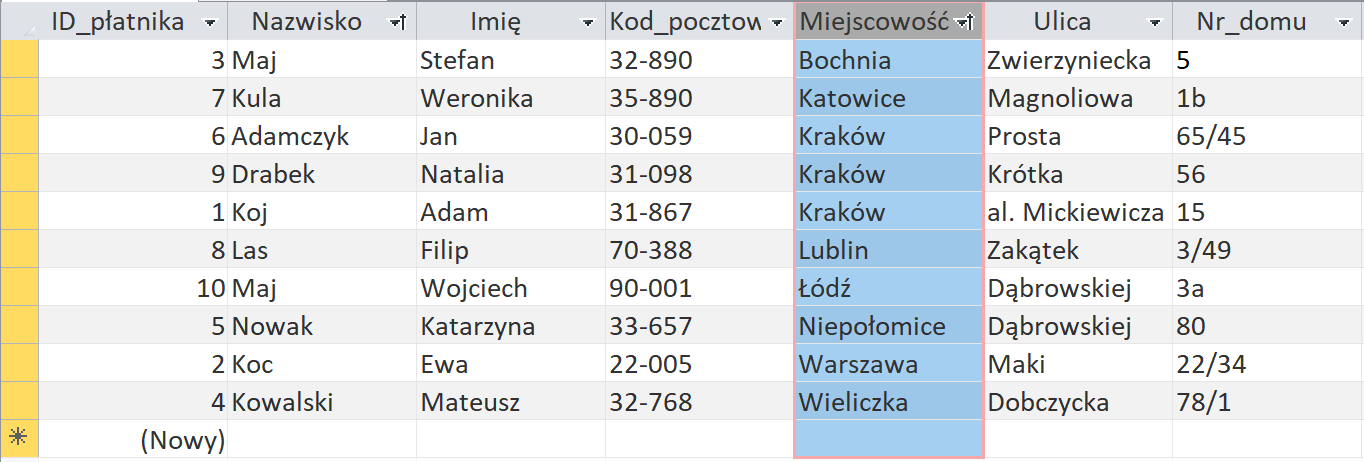 ID_płatnika Nazwisko Imię Kod_pocztow Miejscowość Ulica Nr_domu
3 Maj Stefan 32-890 Bochnia Zwierzyniecka 5
7 Kula Weronika 35-890 Katowice Magnoliowa 1b
6 Adamczyk Jan 30-059 Kraków Prosta 65/45
9 Drabek Natalia 31-098 Kraków Krótka 56
1 Koj Adam 31-867 Kraków al. Mickiewicza 15
8 Las Filip 70-388 Lublin Zakątek 3/49
10 Maj Wojciech 90-001 Łódź Dąbrowskiej 3a
5 Nowak Katarzyna 33-657 Niepołomice Dąbrowskiej 80
2 Koc Ewa 22-005 Warszawa Maki 22/34
4 Kowalski Mateusz 32-768 Wieliczka Dobczycka 78/1
(Nowy)